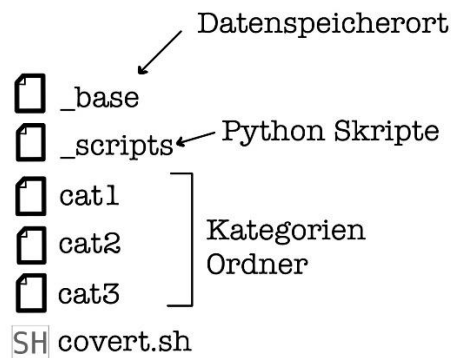 Datenspeicherort
_base
_scripts
Python Skripte
cat1
cat2
cat3
Kategorien
Ordner
SH covert.sh